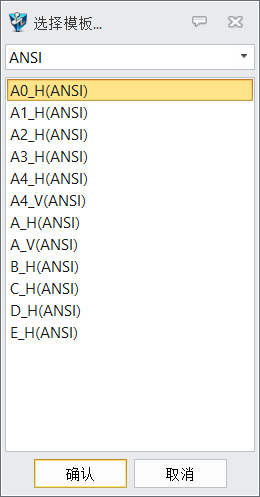 选择模板...
ANSI
A0_H(ANSI)
A1_H(ANSI)
A2_H(ANSI)
A3_H(ANSI)
A4_H(ANSI)
A4_V(ANSI)
A_H(ANSI)
A_V(ANSI)
B_H(ANSI)
C_H(ANSI)
D_H(ANSI)
E_H(ANSI)
确认 取消